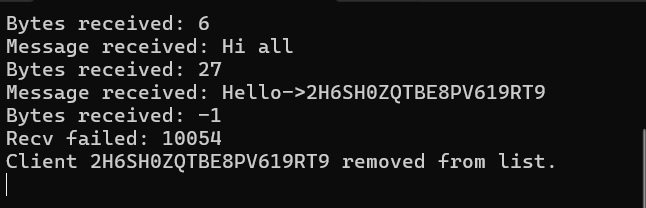 Bytes received: 6
Message received: Hi all
Bytes received: 27
Message received: Hello->2H6SH0ZQTBE8PV619RT9
Bytes received: -1
Recv failed: 10054
Client 2H6SH0ZQTBE8PV619RT9 removed from list.